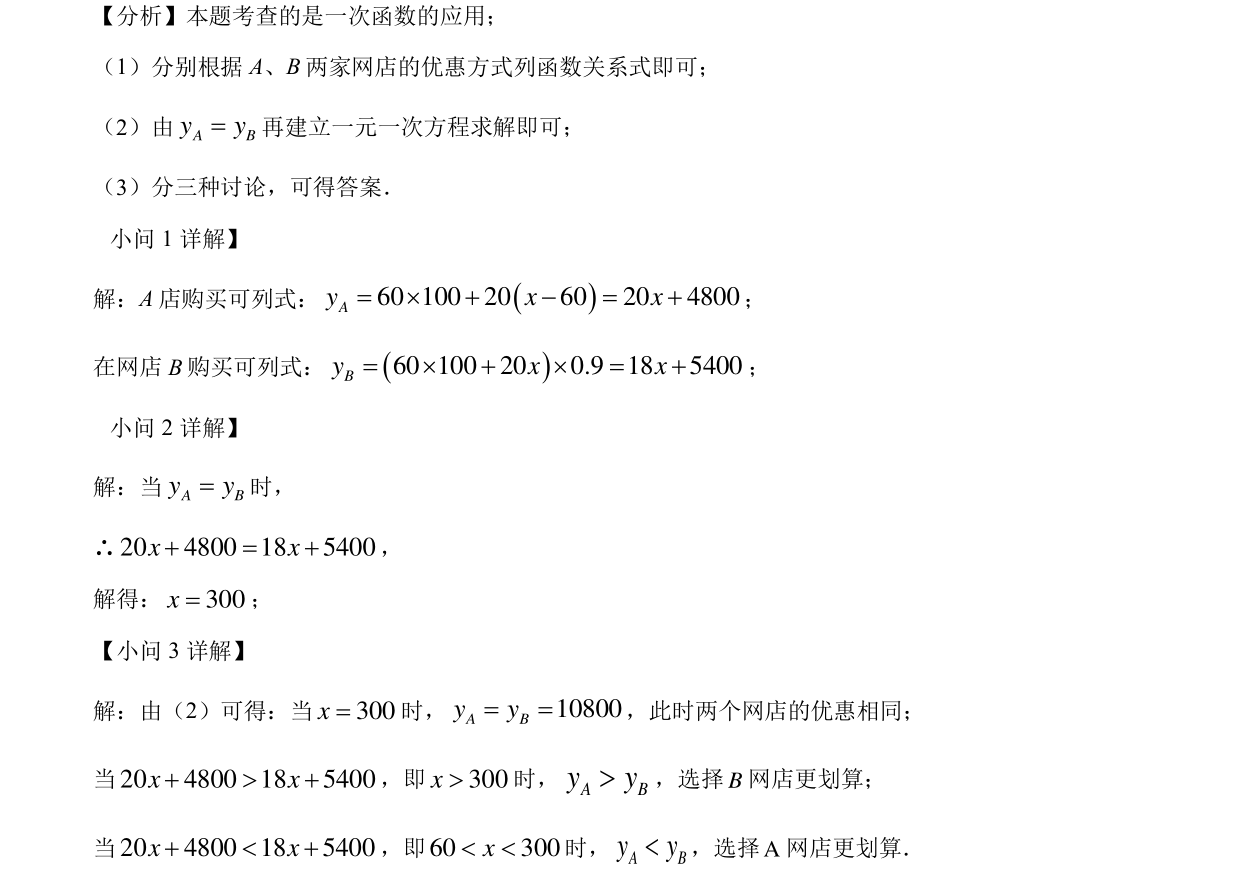 【分析】本题考查的是一次函数的应用；
（1）分别根据 A、B 两家网店的优惠方式列函数关系式即可；
（2）由 y_A = y_B 再建立一元一次方程求解即可；
（3）分三种讨论，可得答案．
小问 1 详解】
解：A 店购买可列式： y_A = 60×100+20(x−60) = 20x+4800；
在网店 B 购买可列式： y_B = (60×100+20x)×0.9 = 18x+5400；
小问 2 详解】
解：当 y_A = y_B 时，
∴ 20x+4800 = 18x+5400，
解得： x = 300；
【小问 3 详解】
解：由（2）可得：当 x = 300 时， y_A = y_B = 10800，此时两个网店的优惠相同；
当 20x+4800 > 18x+5400，即 x > 300 时， y_A > y_B，选择 B 网店更划算；
当 20x+4800 < 18x+5400，即 60 < x < 300 时， y_A < y_B，选择 A 网店更划算．